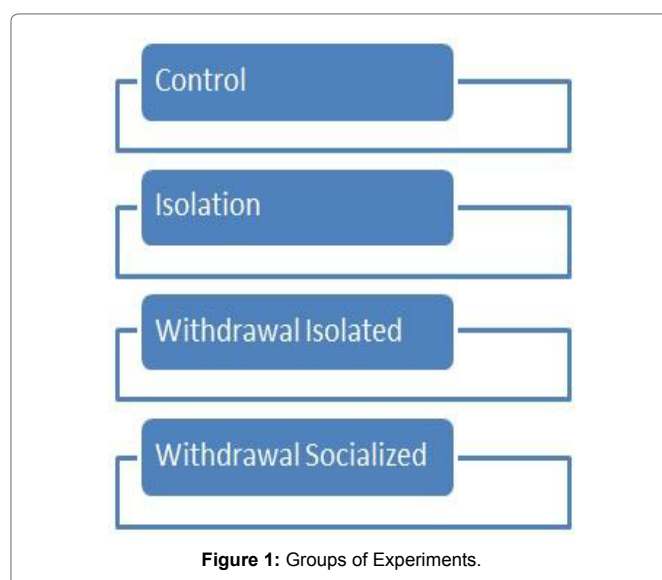 Control
Isolation
Withdrawal Isolated
Withdrawal Socialized
Figure 1: Groups of Experiments.